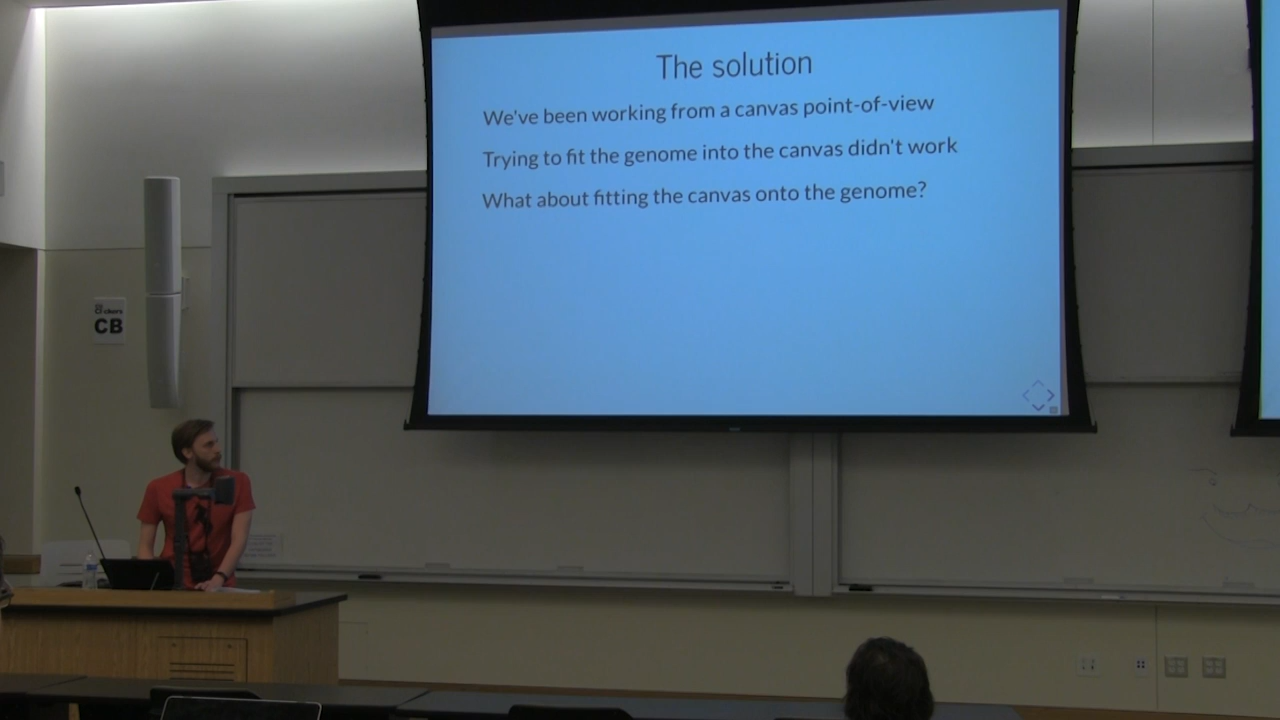 The solution
We've been working from a canvas point-of-view
Trying to fit the genome into the canvas didn't work
What about fitting the canvas onto the genome?
CB